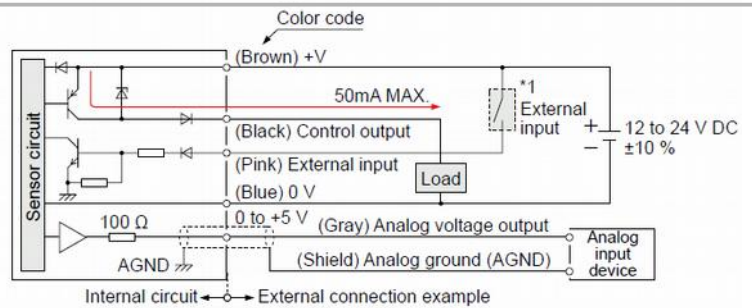 Color code
(Brown) +V
50mA MAX.
*1
External
input
+
−
12 to 24 V DC
±10 %
(Black) Control output
(Pink) External input
Load
(Blue) 0 V
Sensor circuit
100 Ω
0 to +5 V
(Gray) Analog voltage output
Analog
input
device
AGND
(Shield) Analog ground (AGND)
Internal circuit
External connection example